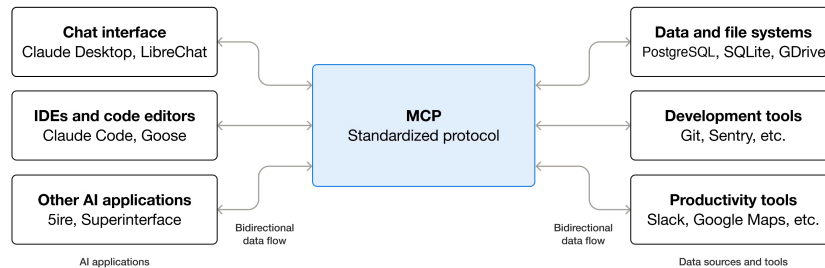 Chat interface
Claude Desktop, LibreChat
IDEs and code editors
Claude Code, Goose
Other AI applications
5ire, Superinterface
AI applications
Bidirectional
data flow
MCP
Standardized protocol
Bidirectional
data flow
Data and file systems
PostgreSQL, SQLite, GDrive
Development tools
Git, Sentry, etc.
Productivity tools
Slack, Google Maps, etc.
Data sources and tools